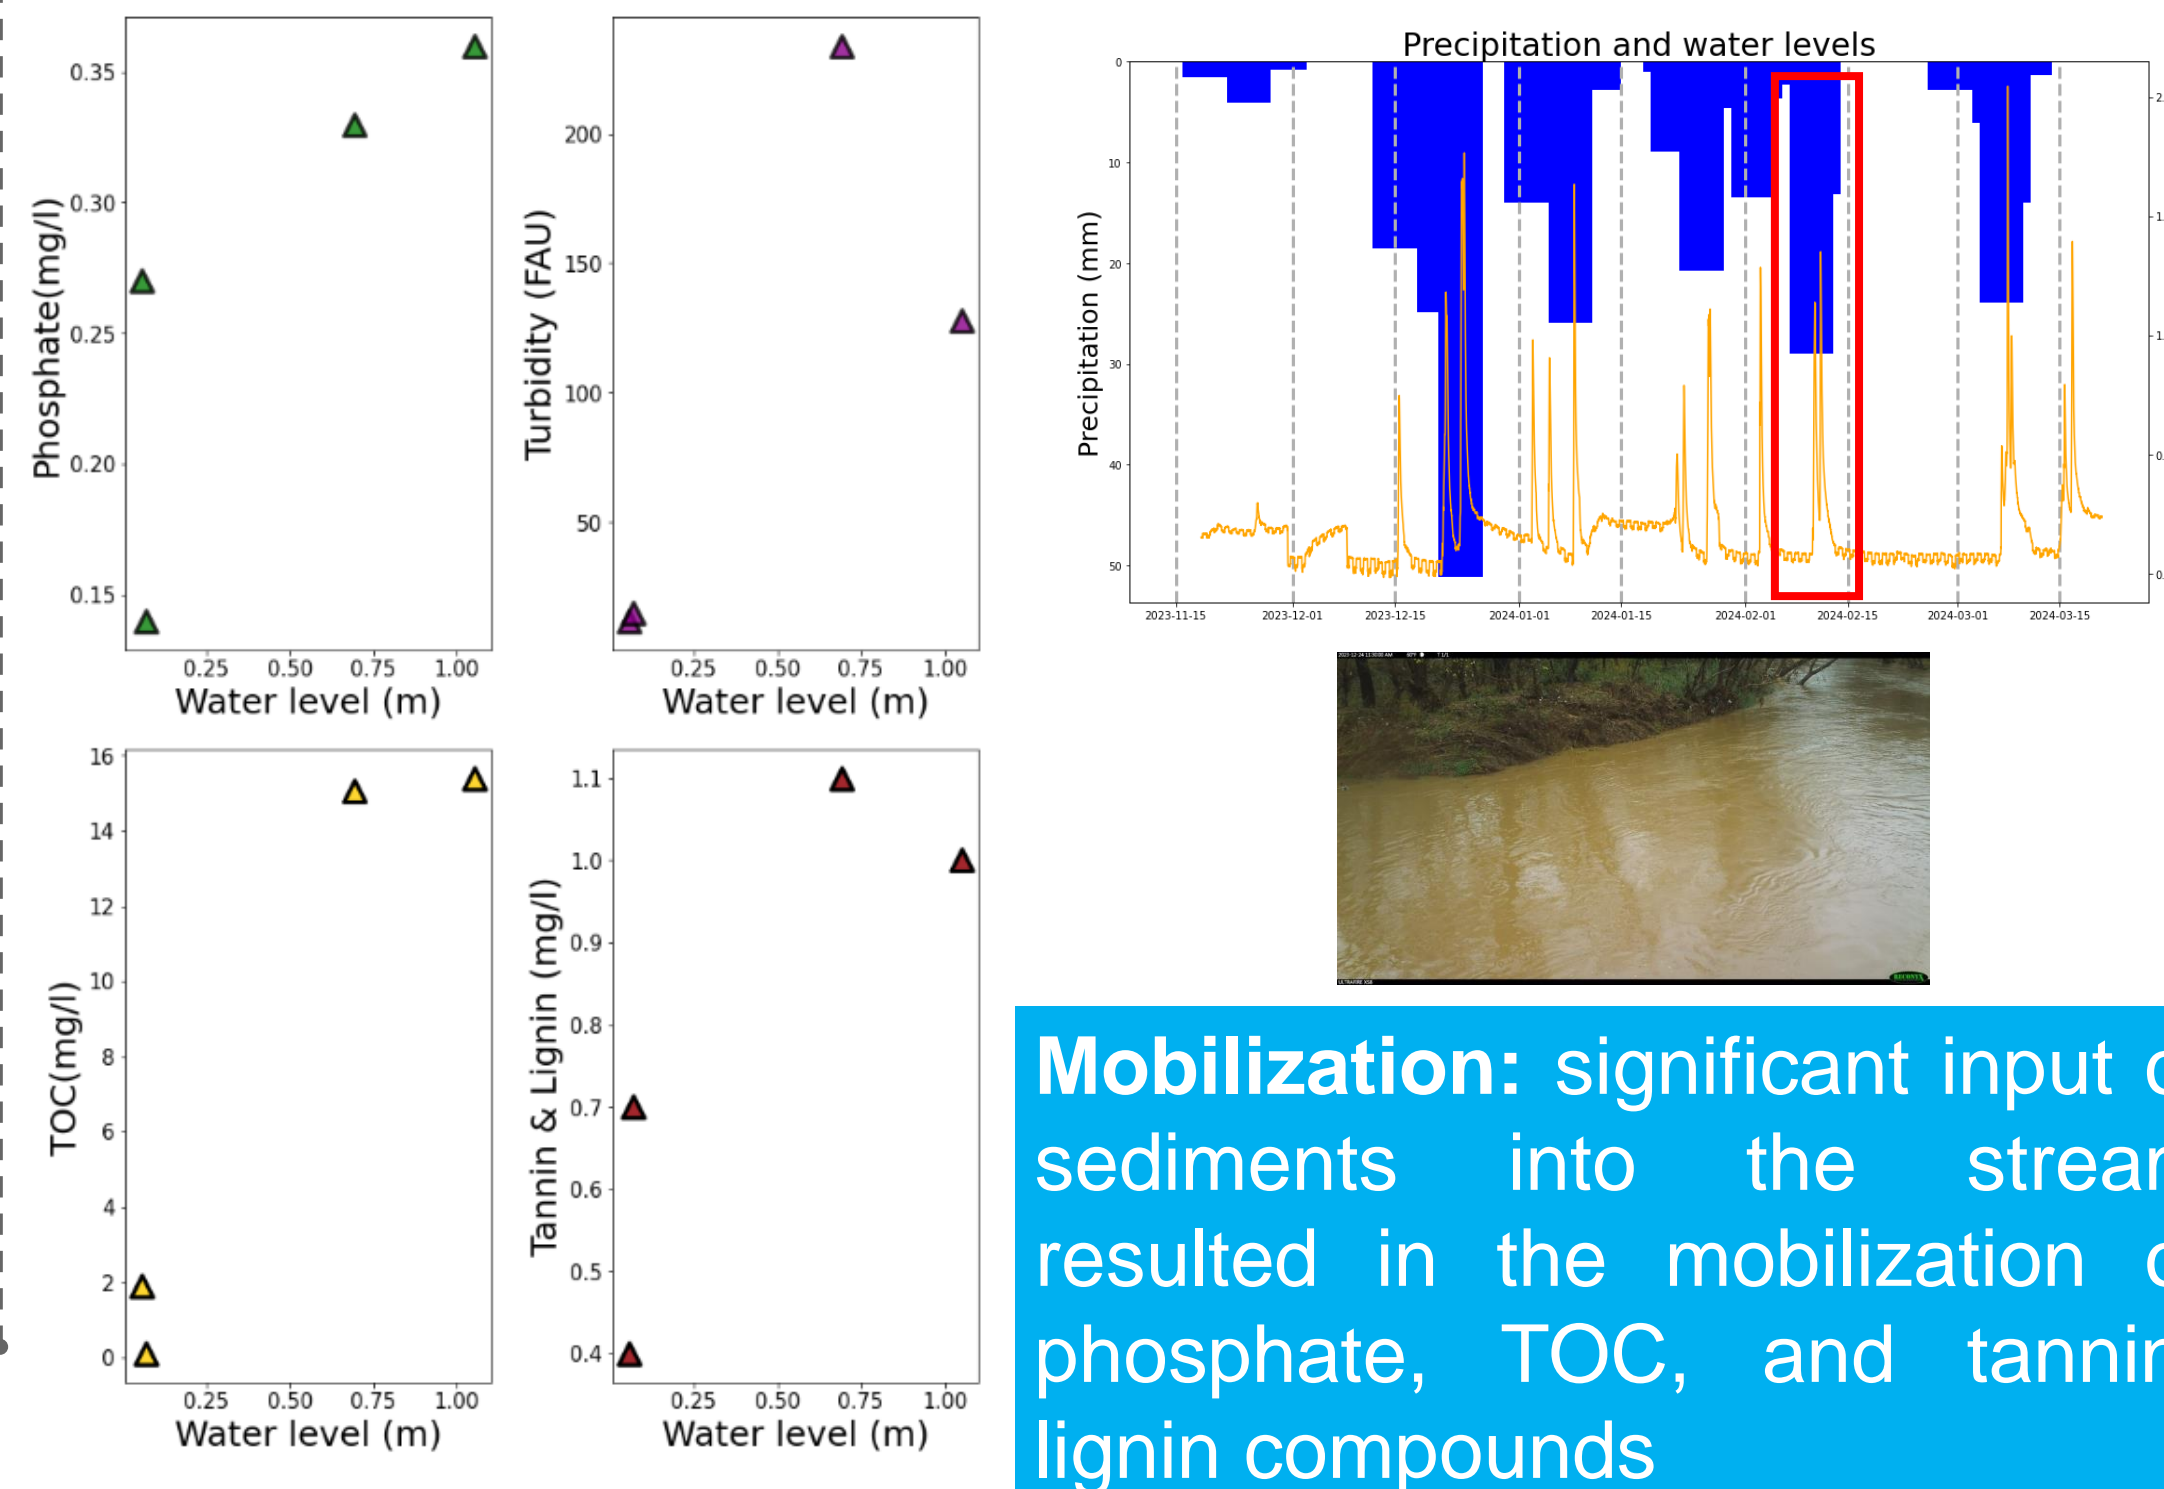 0.35
0.30
0.25
0.20
0.15
Phosphate(mg/l)
0.25 0.50 0.75 1.00
Water level (m)
200
150
100
50
Turbidity (FAU)
0.25 0.50 0.75 1.00
Water level (m)
16
14
12
10
8
6
4
2
0
TOC(mg/l)
0.25 0.50 0.75 1.00
Water level (m)
1.1
1.0
0.9
0.8
0.7
0.6
0.5
0.4
Tannin & Lignin (mg/l)
0.25 0.50 0.75 1.00
Water level (m)
Precipitation and water levels
0
10
20
30
40
50
Precipitation (mm)
2023-11-15 2023-12-01 2023-12-15 2024-01-01 2024-01-15 2024-02-01 2024-02-15 2024-03-01 2024-03-15
RECONYX
Mobilization: significant input
sediments into the
resulted in the mobilization
phosphate, TOC, and
lignin compounds